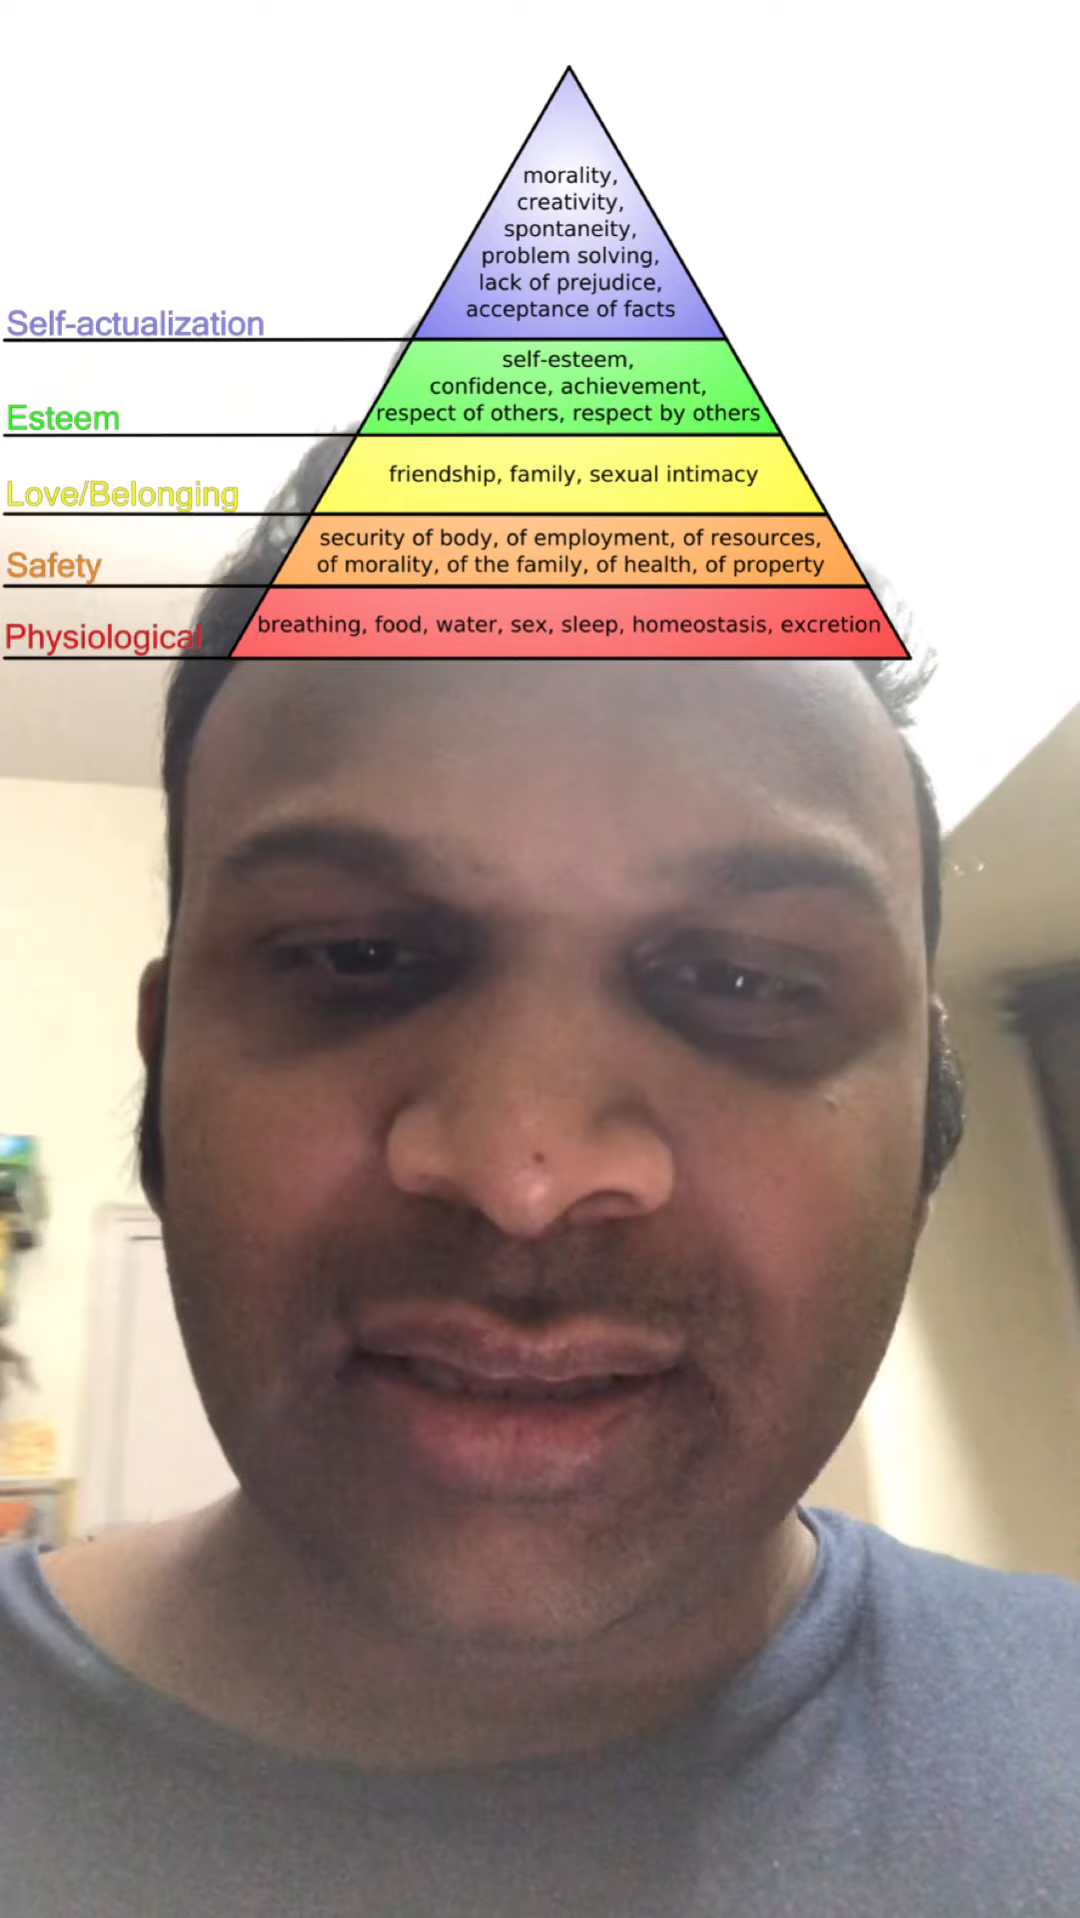 morality,
creativity,
spontaneity,
problem solving,
lack of prejudice,
acceptance of facts
Self-actualization
self-esteem,
confidence, achievement,
respect of others, respect by others
Esteem
friendship, family, sexual intimacy
Love/Belonging
security of body, of employment, of resources,
of morality, of the family, of health, of property
Safety
breathing, food, water, sex, sleep, homeostasis, excretion
Physiological